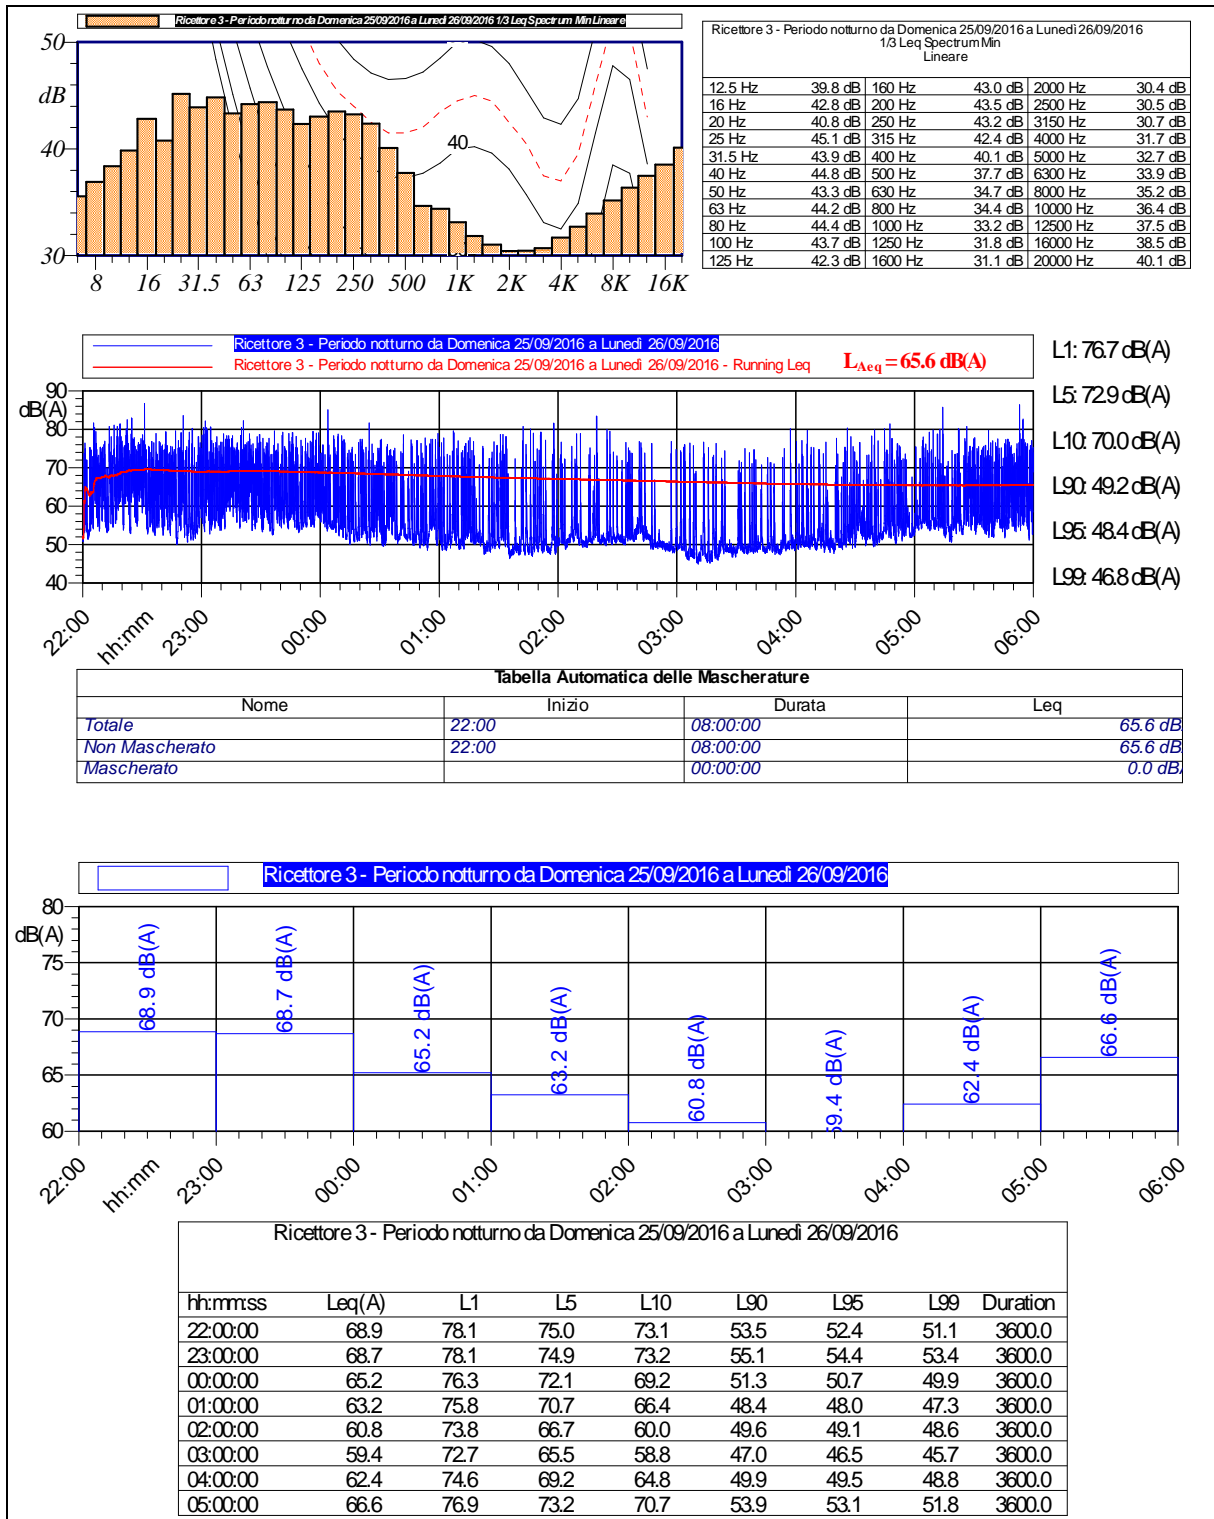 Ricettore 3 - Periodo notturno da Domenica 25/09/2016 a Lunedì 26/09/2016 1/3 Leq Spectrum Min Lineare
50
dB
40
30
40
8 16 31.5 63 125 250 500 1K 2K 4K 8K 16K
Ricettore 3 - Periodo notturno da Domenica 25/09/2016 a Lunedì 26/09/2016
1/3 Leq Spectrum Min
Lineare
12.5 Hz 39.8 dB 160 Hz 43.0 dB 2000 Hz 30.4 dB
16 Hz 42.8 dB 200 Hz 43.5 dB 2500 Hz 30.5 dB
20 Hz 40.8 dB 250 Hz 43.2 dB 3150 Hz 30.7 dB
25 Hz 45.1 dB 315 Hz 42.4 dB 4000 Hz 31.7 dB
31.5 Hz 43.9 dB 400 Hz 40.1 dB 5000 Hz 32.7 dB
40 Hz 44.8 dB 500 Hz 37.7 dB 6300 Hz 33.9 dB
50 Hz 43.3 dB 630 Hz 34.7 dB 8000 Hz 35.2 dB
63 Hz 44.2 dB 800 Hz 34.4 dB 10000 Hz 36.4 dB
80 Hz 44.4 dB 1000 Hz 33.2 dB 12500 Hz 37.5 dB
100 Hz 43.7 dB 1250 Hz 31.8 dB 16000 Hz 38.5 dB
125 Hz 42.3 dB 1600 Hz 31.1 dB 20000 Hz 40.1 dB
Ricettore 3 - Periodo notturno da Domenica 25/09/2016 a Lunedì 26/09/2016
Ricettore 3 - Periodo notturno da Domenica 25/09/2016 a Lunedì 26/09/2016 - Running Leq LAeq = 65.6 dB(A)
L1: 76.7 dB(A)
L5: 72.9 dB(A)
L10: 70.0 dB(A)
L90: 49.2 dB(A)
L95: 48.4 dB(A)
L99: 46.8 dB(A)
90
dB(A)
80
70
60
50
40
22:00 hh:mm 23:00 00:00 01:00 02:00 03:00 04:00 05:00 06:00
Tabella Automatica delle Mascherature
Nome Inizio Durata Leq
Totale 22:00 08:00:00 65.6 dB
Non Mascherato 22:00 08:00:00 65.6 dB
Mascherato 00:00:00 0.0 dB
Ricettore 3 - Periodo notturno da Domenica 25/09/2016 a Lunedì 26/09/2016
80
dB(A)
75
70
65
60
68.9 dB(A) 68.7 dB(A) 65.2 dB(A) 63.2 dB(A) 60.8 dB(A) 59.4 dB(A) 62.4 dB(A) 66.6 dB(A)
22:00 hh:mm 23:00 00:00 01:00 02:00 03:00 04:00 05:00 06:00
Ricettore 3 - Periodo notturno da Domenica 25/09/2016 a Lunedì 26/09/2016
hh:mm:ss Leq(A) L1 L5 L10 L90 L95 L99 Duration
22:00:00 68.9 78.1 75.0 73.1 53.5 52.4 51.1 3600.0
23:00:00 68.7 78.1 74.9 73.2 55.1 54.4 53.4 3600.0
00:00:00 65.2 76.3 72.1 69.2 51.3 50.7 49.9 3600.0
01:00:00 63.2 75.8 70.7 66.4 48.4 48.0 47.3 3600.0
02:00:00 60.8 73.8 66.7 60.0 49.6 49.1 48.6 3600.0
03:00:00 59.4 72.7 65.5 58.8 47.0 46.5 45.7 3600.0
04:00:00 62.4 74.6 69.2 64.8 49.9 49.5 48.8 3600.0
05:00:00 66.6 76.9 73.2 70.7 53.9 53.1 51.8 3600.0